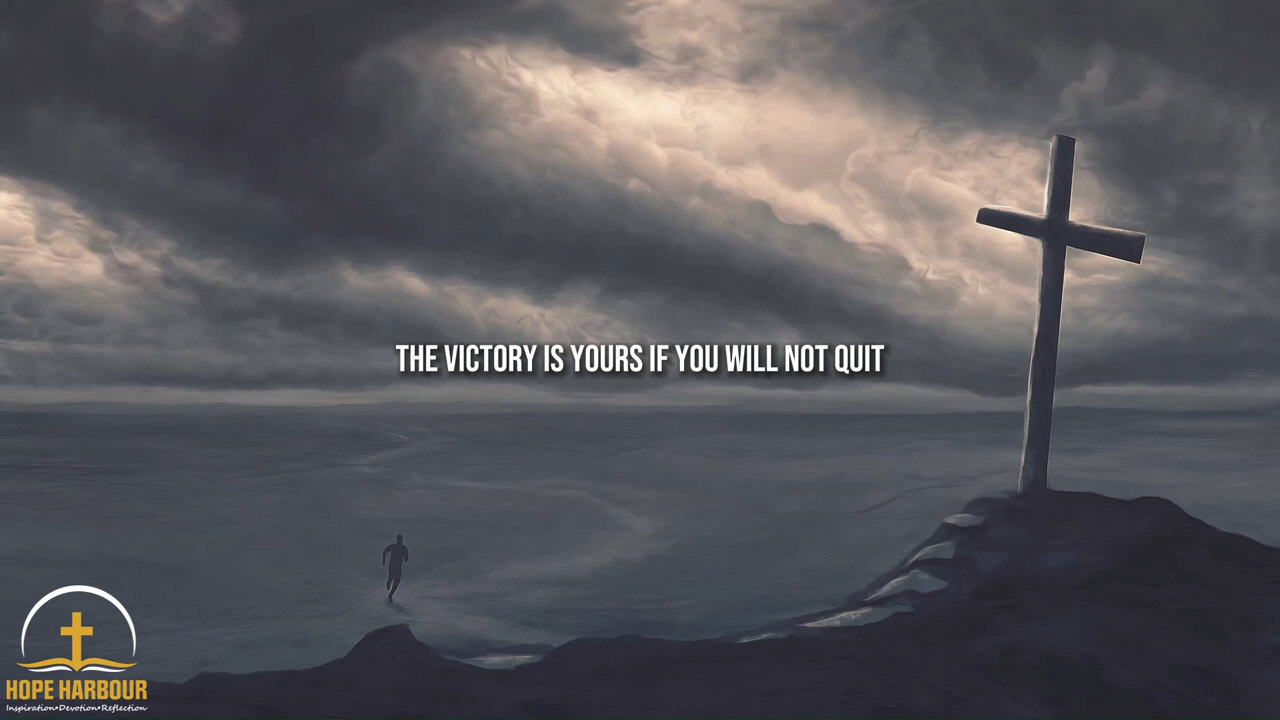 THE VICTORY IS YOURS IF YOU WILL NOT QUIT
HOPE HARBOUR
Inspiration•Devotion•Reflection